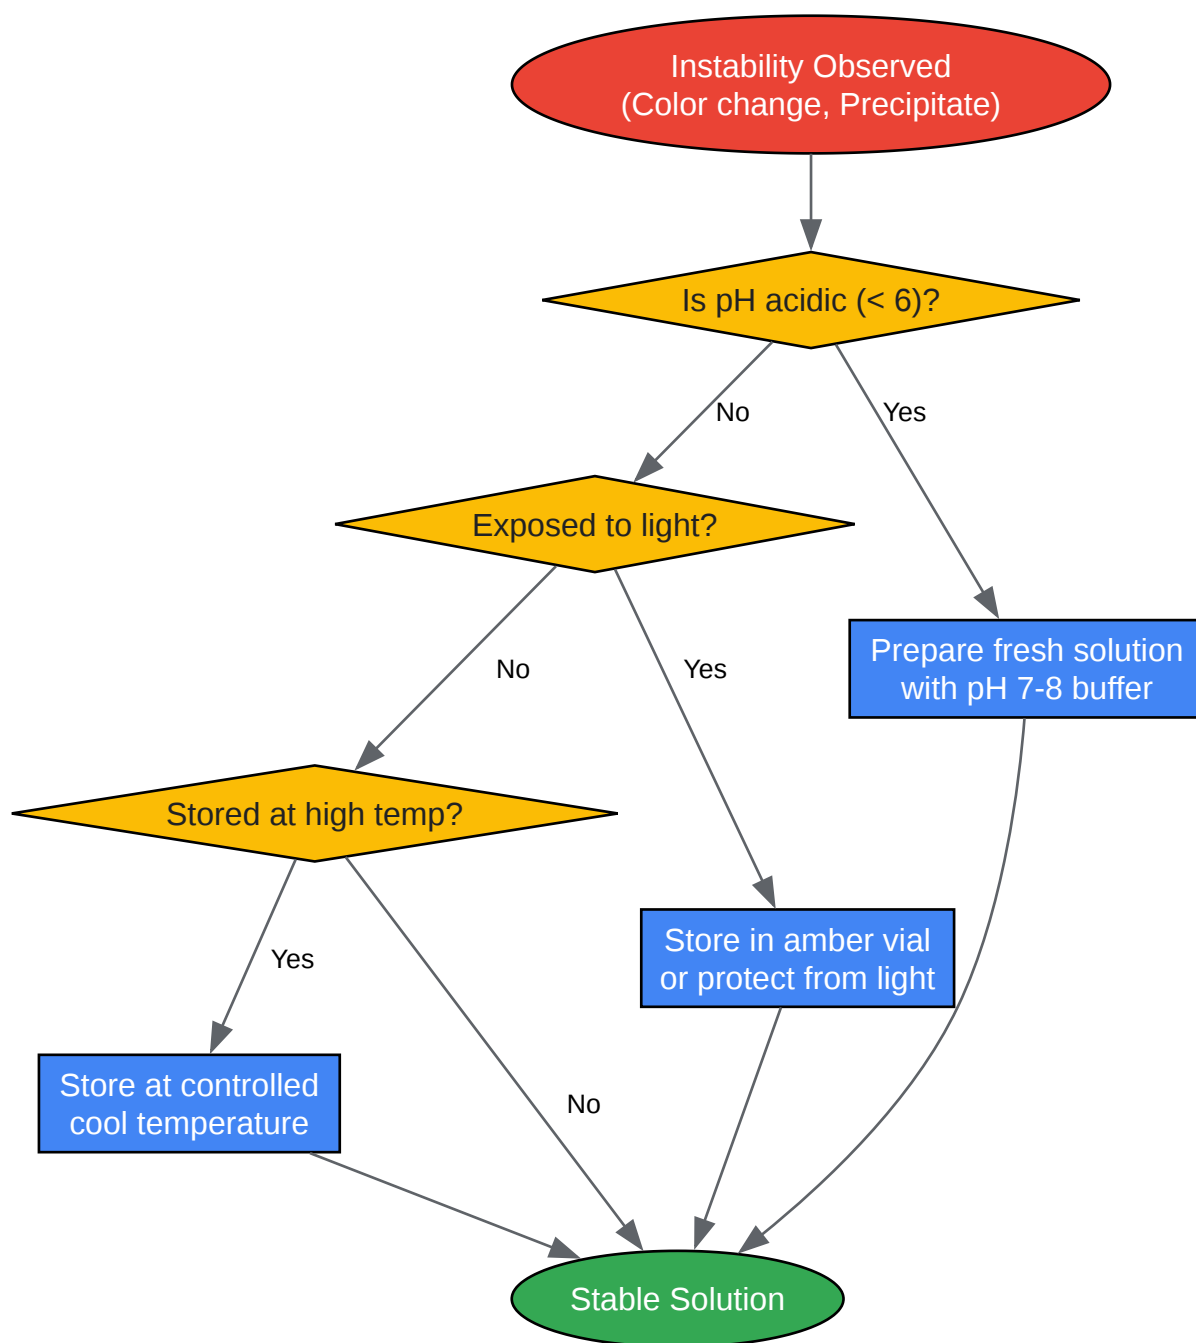 Instability Observed
(Color change, Precipitate)
Is pH acidic (< 6)?
No
Yes
Exposed to light?
Prepare fresh solution
with pH 7-8 buffer
No
Yes
Stored at high temp?
Store in amber vial
or protect from light
Yes
Store at controlled
cool temperature
No
Stable Solution